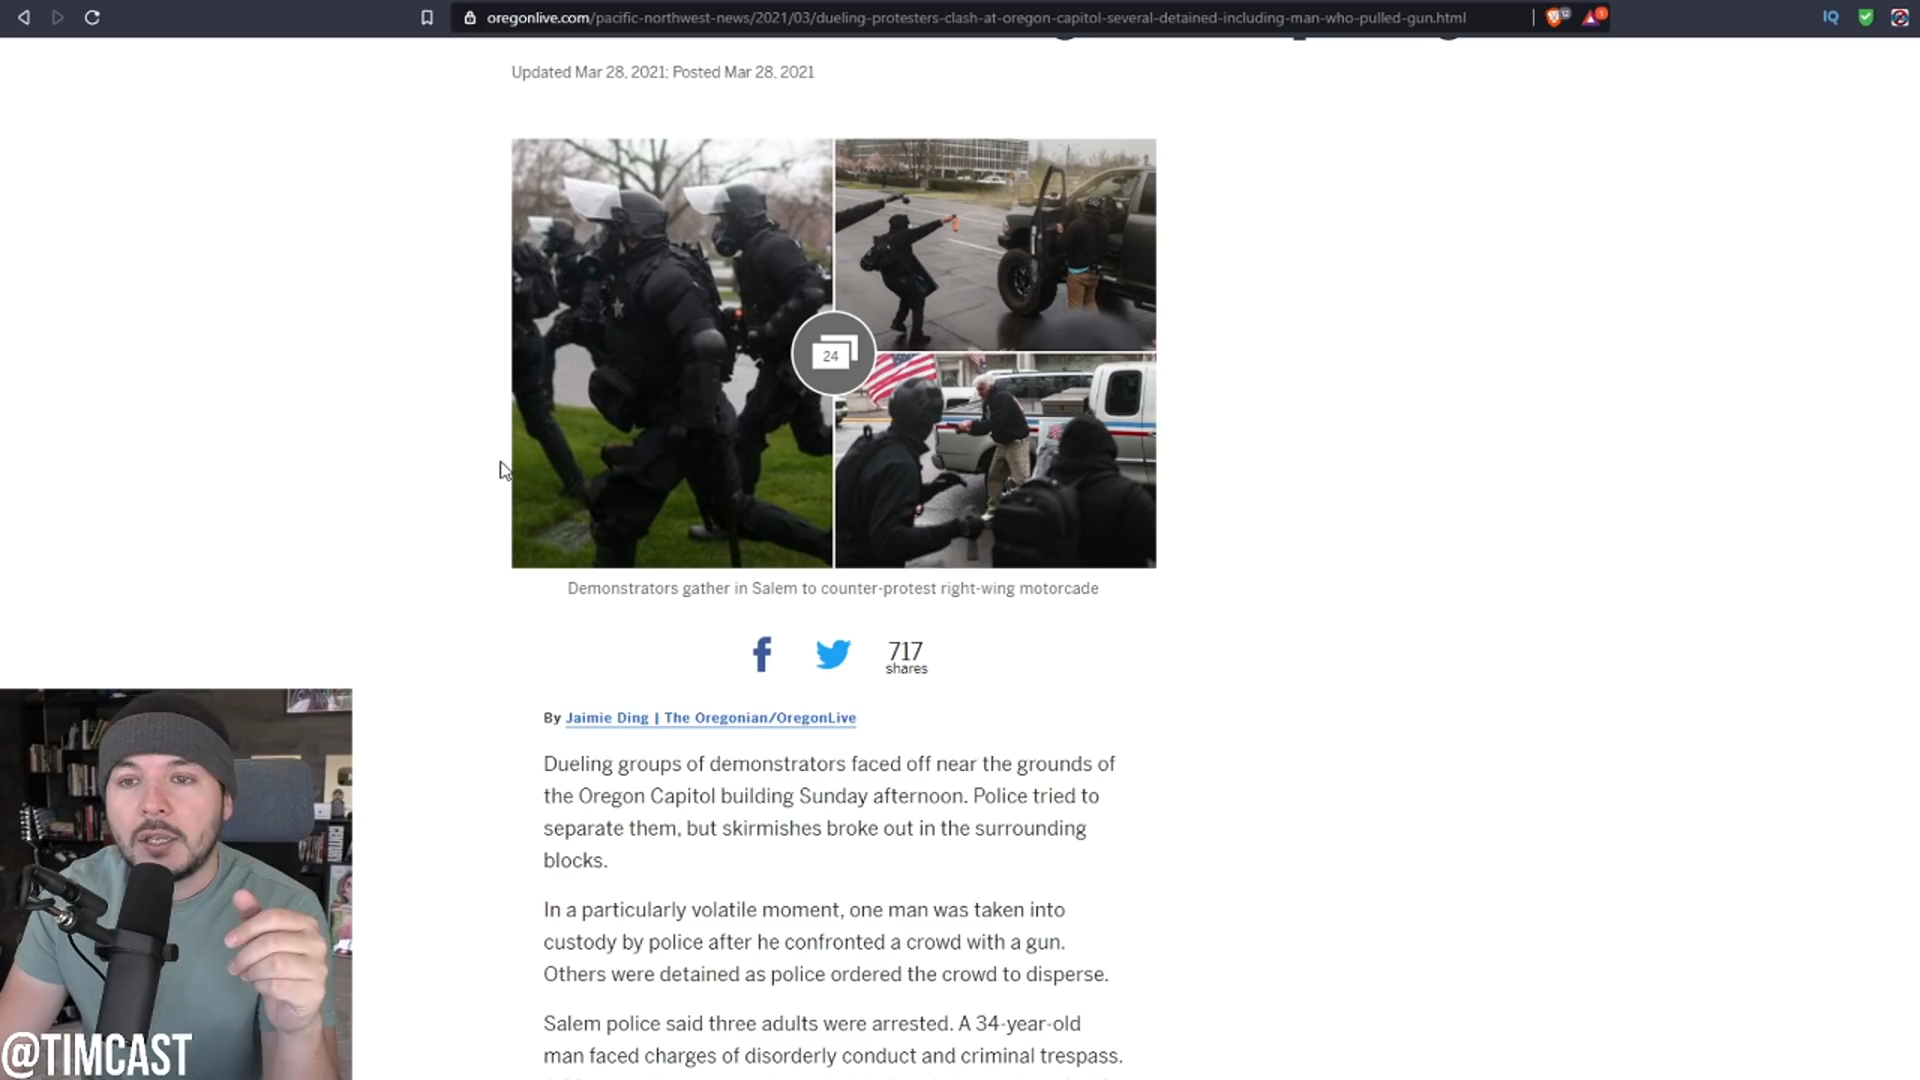 oregonlive.com/pacific-northwest-news/2021/03/dueling-protesters-clash-at-oregon-capitol-several-detained-including-man-who-pulled-gun.html
IQ
Updated Mar 28, 2021; Posted Mar 28, 2021
24
Demonstrators gather in Salem to counter-protest right-wing motorcade
717
shares
By Jaimie Ding | The Oregonian/OregonLive
Dueling groups of demonstrators faced off near the grounds of
the Oregon Capitol building Sunday afternoon. Police tried to
separate them, but skirmishes broke out in the surrounding
blocks.
In a particularly volatile moment, one man was taken into
custody by police after he confronted a crowd with a gun.
Others were detained as police ordered the crowd to disperse.
Salem police said three adults were arrested. A 34-year-old
man faced charges of disorderly conduct and criminal trespass.
@TIMCAST